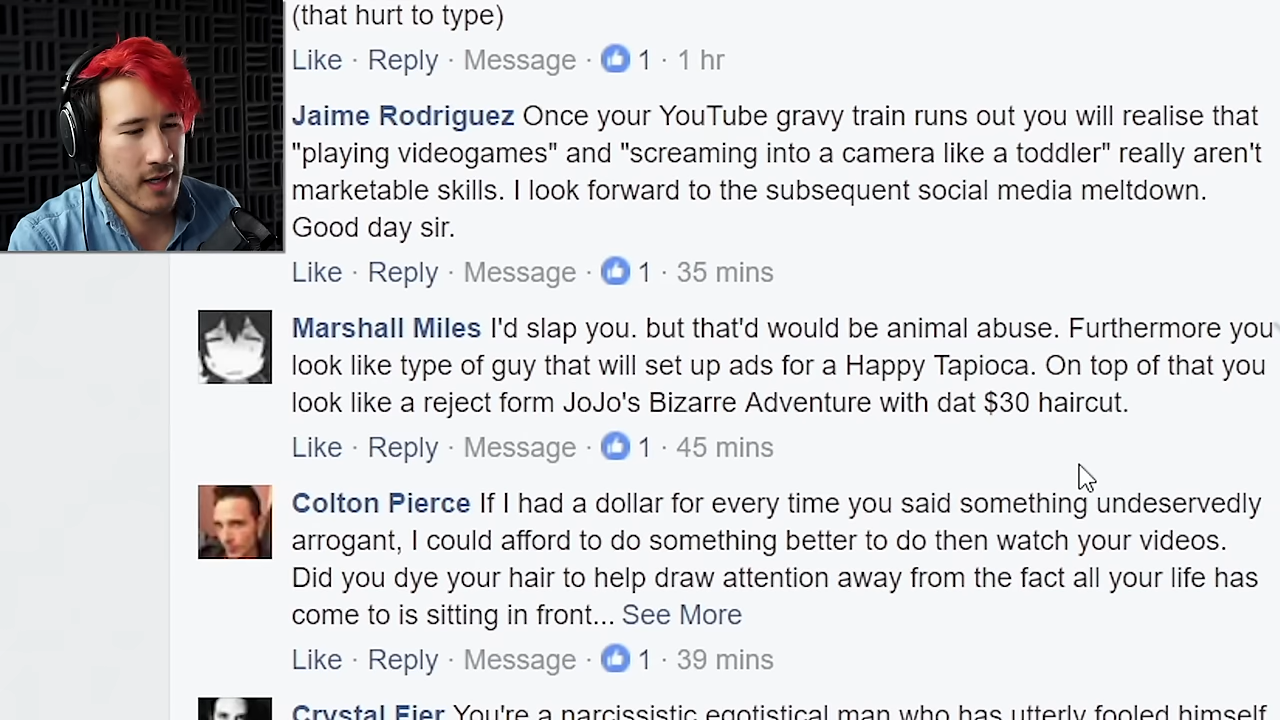 (that hurt to type)
Like · Reply · Message · 1 · 1 hr
Jaime Rodriguez Once your YouTube gravy train runs out you will realise that
"playing videogames" and "screaming into a camera like a toddler" really aren't
marketable skills. I look forward to the subsequent social media meltdown.
Good day sir.
Like · Reply · Message · 1 · 35 mins
Marshall Miles I'd slap you. but that'd would be animal abuse. Furthermore you
look like type of guy that will set up ads for a Happy Tapioca. On top of that you
look like a reject form JoJo's Bizarre Adventure with dat $30 haircut.
Like · Reply · Message · 1 · 45 mins
Colton Pierce If I had a dollar for every time you said something undeservedly
arrogant, I could afford to do something better to do then watch your videos.
Did you dye your hair to help draw attention away from the fact all your life has
come to is sitting in front... See More
Like · Reply · Message · 1 · 39 mins
Crystal Fier You're a narcissistic egotistical man who has utterly fooled himself